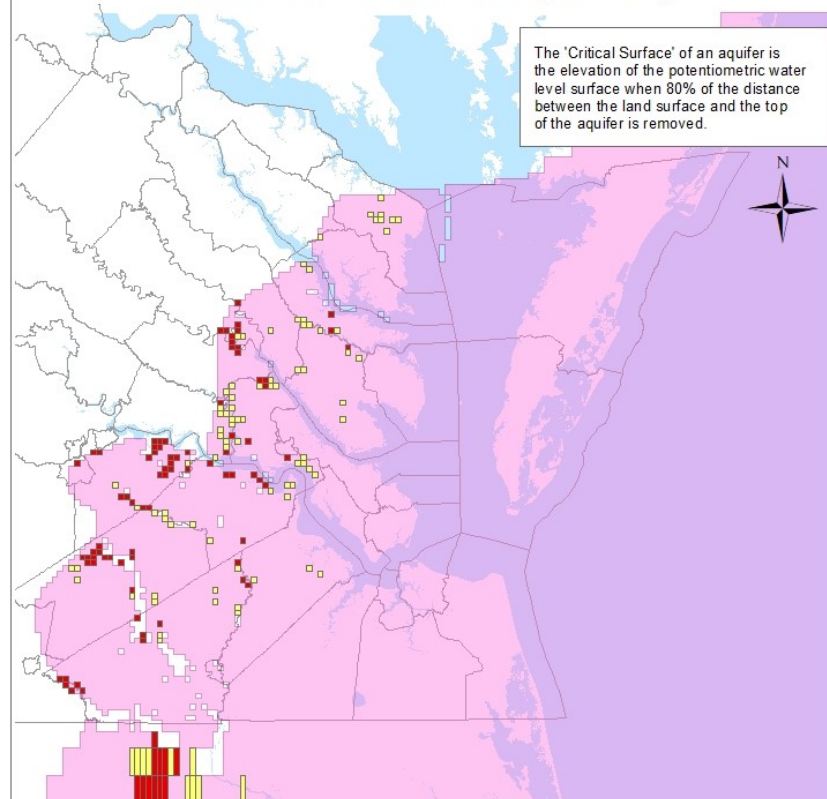 The 'Critical Surface' of an aquifer is
the elevation of the potentiometric water
level surface when 80% of the distance
between the land surface and the top
of the aquifer is removed.
N